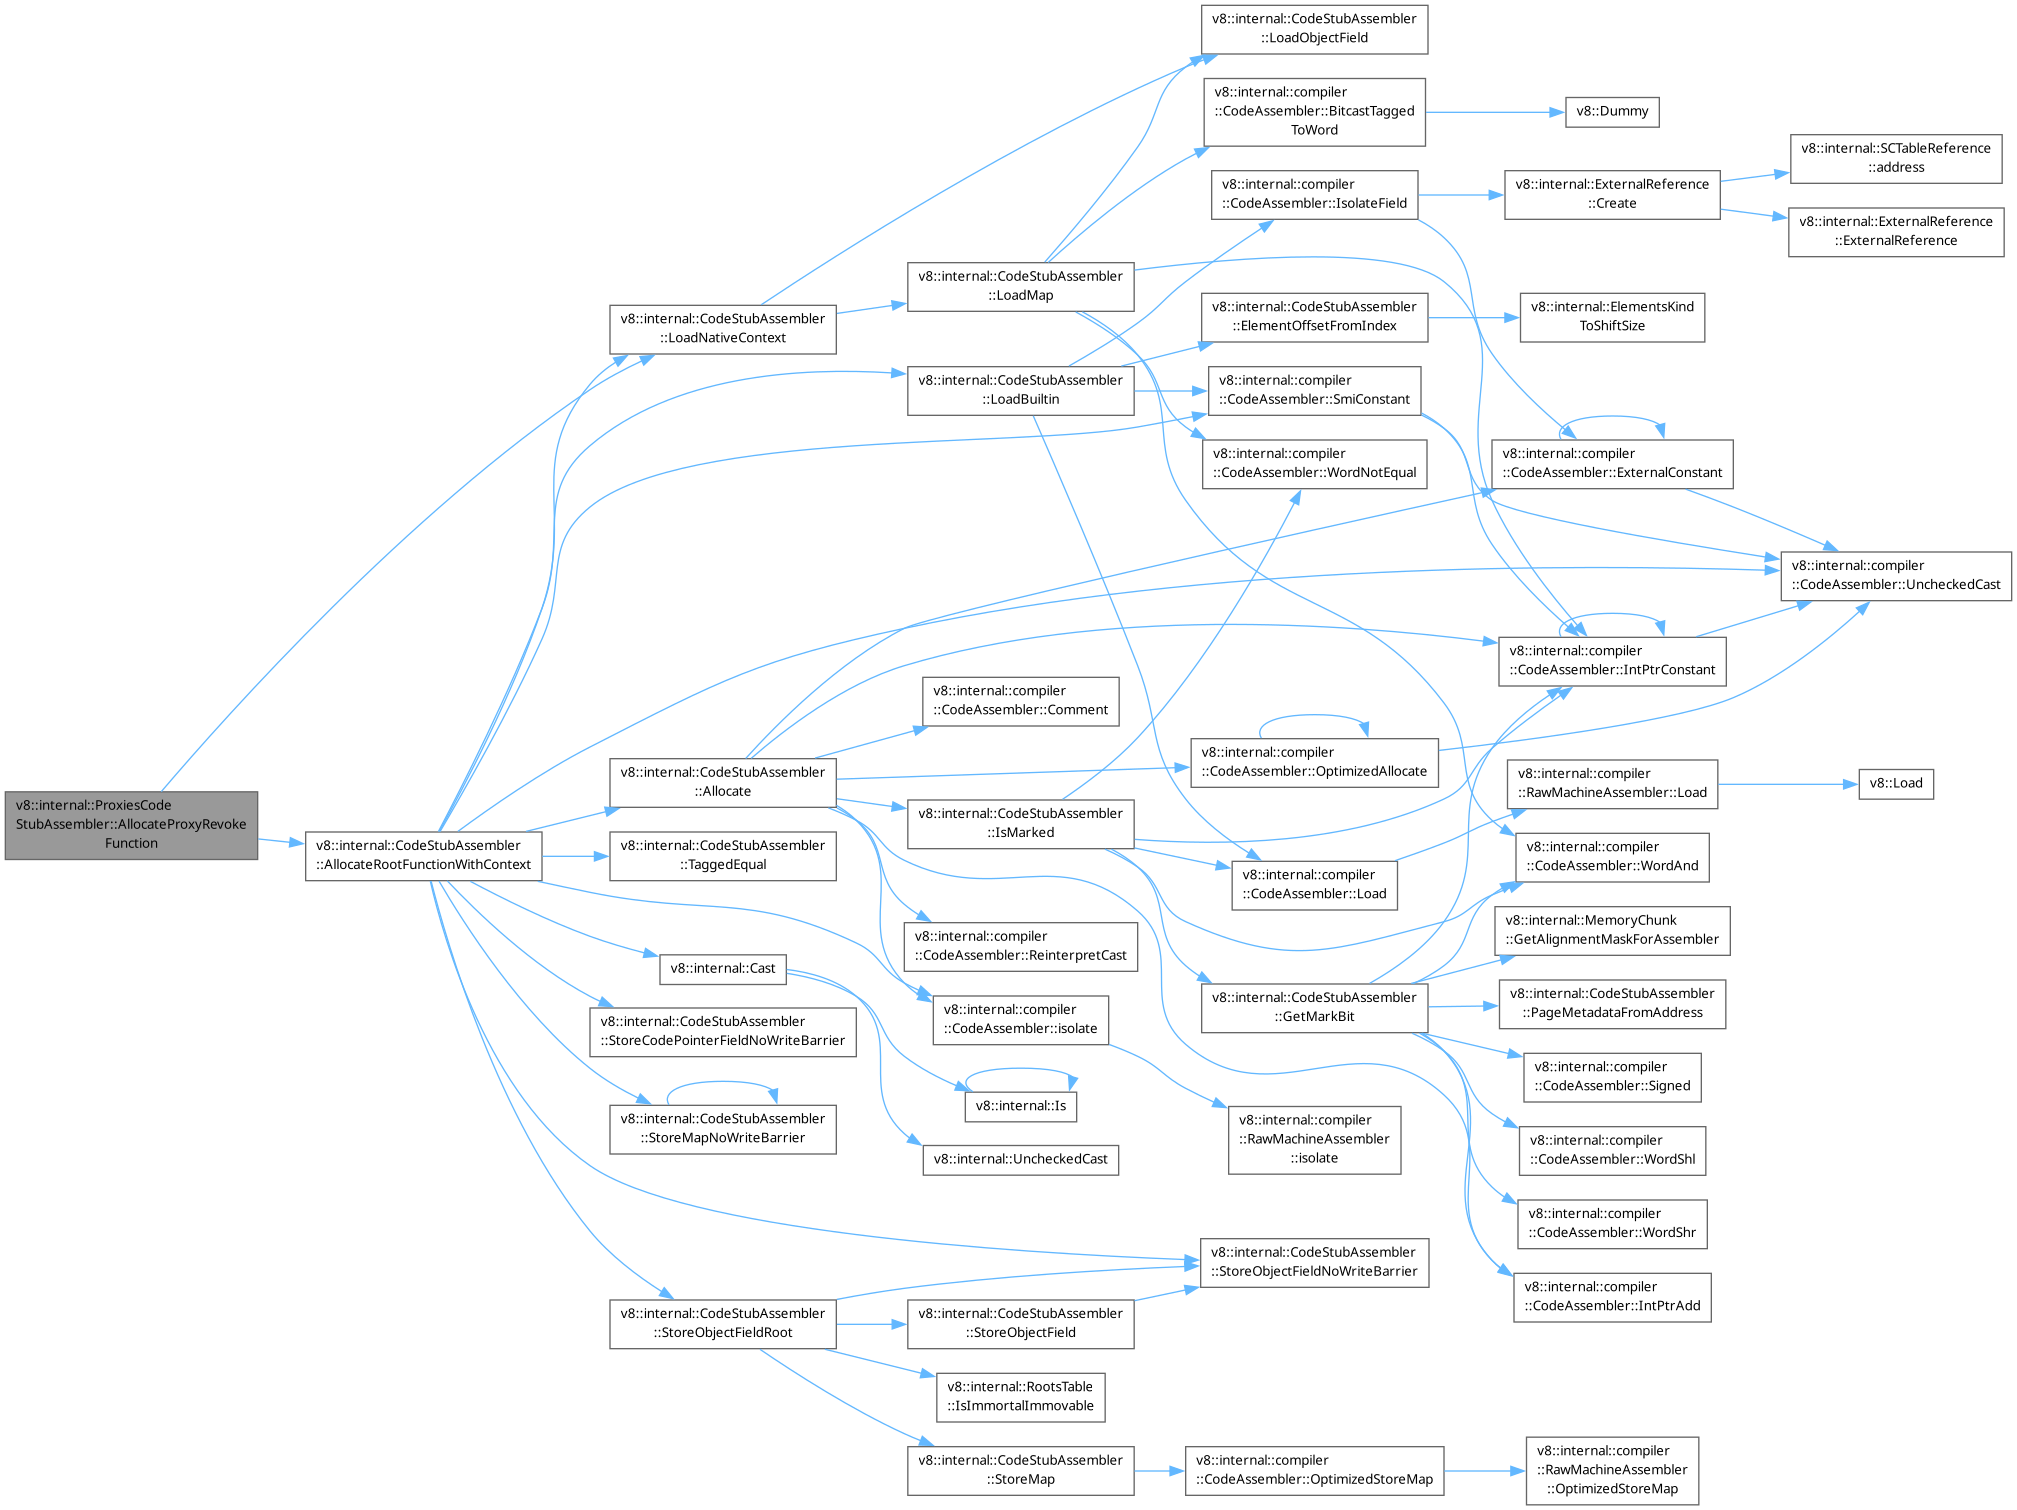 v8::internal::ProxiesCode
StubAssembler::AllocateProxyRevoke
Function
v8::internal::CodeStubAssembler
::AllocateRootFunctionWithContext
v8::internal::CodeStubAssembler
::LoadNativeContext
v8::internal::CodeStubAssembler
::Allocate
v8::internal::CodeStubAssembler
::TaggedEqual
v8::internal::Cast
v8::internal::CodeStubAssembler
::StoreCodePointerFieldNoWriteBarrier
v8::internal::CodeStubAssembler
::StoreMapNoWriteBarrier
v8::internal::CodeStubAssembler
::StoreObjectFieldRoot
v8::internal::CodeStubAssembler
::LoadMap
v8::internal::CodeStubAssembler
::LoadBuiltin
v8::internal::compiler
::CodeAssembler::Comment
v8::internal::CodeStubAssembler
::IsMarked
v8::internal::compiler
::CodeAssembler::ReinterpretCast
v8::internal::compiler
::CodeAssembler::isolate
v8::internal::Is
v8::internal::UncheckedCast
v8::internal::CodeStubAssembler
::StoreObjectField
v8::internal::RootsTable
::IsImmortalImmovable
v8::internal::CodeStubAssembler
::StoreMap
v8::internal::CodeStubAssembler
::LoadObjectField
v8::internal::compiler
::CodeAssembler::BitcastTagged
ToWord
v8::internal::compiler
::CodeAssembler::IsolateField
v8::internal::CodeStubAssembler
::ElementOffsetFromIndex
v8::internal::compiler
::CodeAssembler::SmiConstant
v8::internal::compiler
::CodeAssembler::WordNotEqual
v8::internal::compiler
::CodeAssembler::OptimizedAllocate
v8::internal::compiler
::CodeAssembler::Load
v8::internal::CodeStubAssembler
::GetMarkBit
v8::internal::compiler
::RawMachineAssembler
::isolate
v8::internal::CodeStubAssembler
::StoreObjectFieldNoWriteBarrier
v8::internal::compiler
::CodeAssembler::OptimizedStoreMap
v8::Dummy
v8::internal::ExternalReference
::Create
v8::internal::ElementsKind
ToShiftSize
v8::internal::compiler
::CodeAssembler::ExternalConstant
v8::internal::compiler
::CodeAssembler::IntPtrConstant
v8::internal::compiler
::RawMachineAssembler::Load
v8::internal::compiler
::CodeAssembler::WordAnd
v8::internal::MemoryChunk
::GetAlignmentMaskForAssembler
v8::internal::CodeStubAssembler
::PageMetadataFromAddress
v8::internal::compiler
::CodeAssembler::Signed
v8::internal::compiler
::CodeAssembler::WordShl
v8::internal::compiler
::CodeAssembler::WordShr
v8::internal::compiler
::CodeAssembler::IntPtrAdd
v8::internal::compiler
::RawMachineAssembler
::OptimizedStoreMap
v8::internal::SCTableReference
::address
v8::internal::ExternalReference
::ExternalReference
v8::internal::compiler
::CodeAssembler::UncheckedCast
v8::Load